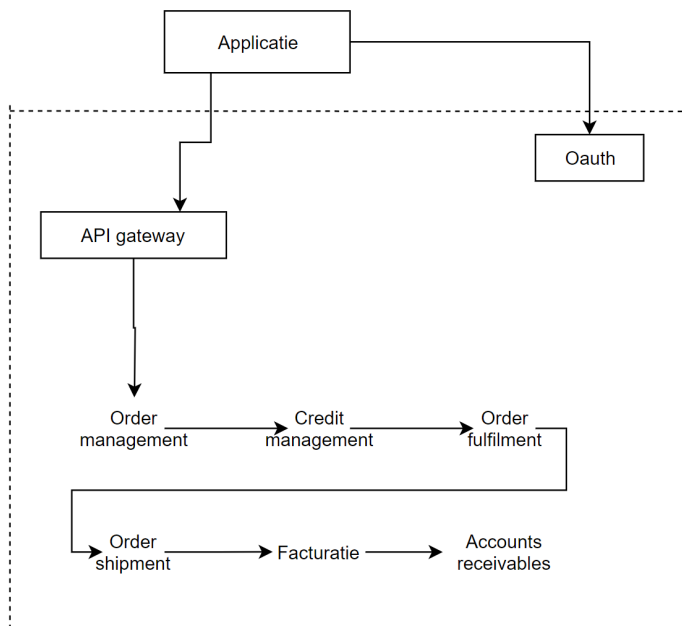 Applicatie
Oauth
API gateway
Order
management
Credit
management
Order
fulfilment
Order
shipment
Facturatie
Accounts
receivables